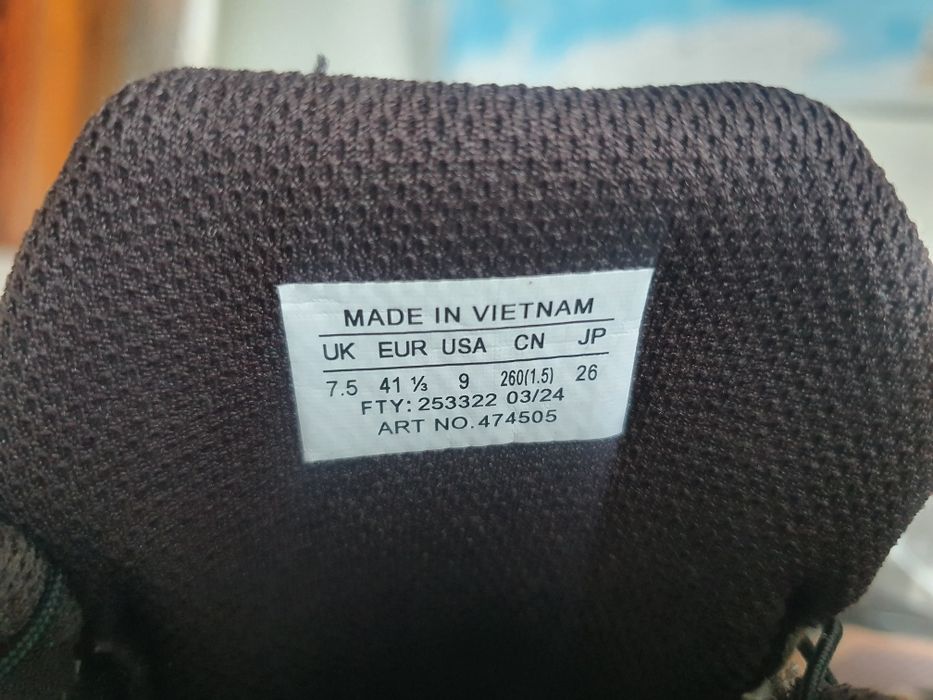 MADE IN VIETNAM
UK EUR USA CN JP
7.5 41 ⅓ 9 260(1.5) 26
FTY: 253322 03/24
ART NO. 474505